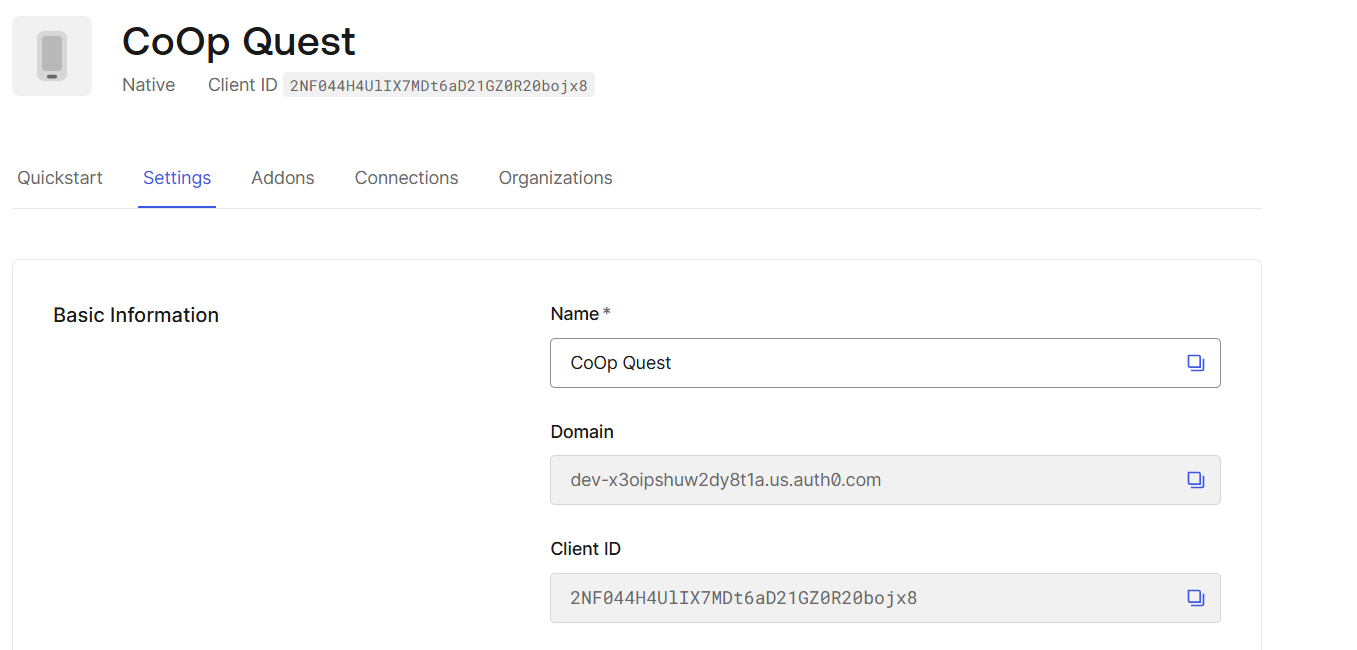 CoOp Quest
Native Client ID 2NF044H4UlIX7MDt6aD21GZ0R20bojx8
Quickstart Settings Addons Connections Organizations
Basic Information
Name *
CoOp Quest
Domain
dev-x3oipshuw2dy8t1a.us.auth0.com
Client ID
2NF044H4UlIX7MDt6aD21GZ0R20bojx8